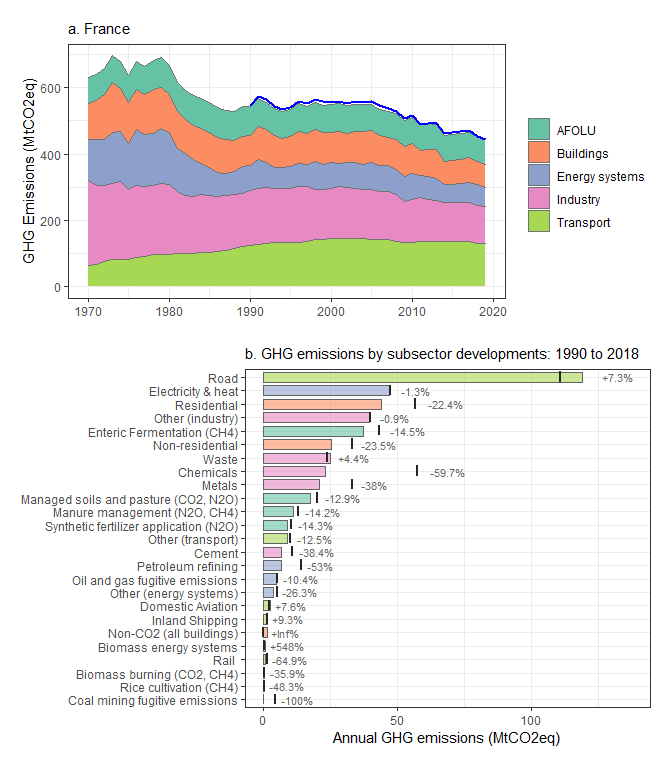 a. France
GHG Emissions (MtCO2eq)
600
400
200
0
1970
1980
1990
2000
2010
2020
AFOLU
Buildings
Energy systems
Industry
Transport
b. GHG emissions by subsector developments: 1990 to 2018
Road +7.3%
Electricity & heat -1.3%
Residential -22.4%
Other (industry) -0.9%
Enteric Fermentation (CH4) -14.5%
Non-residential -23.5%
Waste +4.4%
Chemicals -59.7%
Metals -38%
Managed soils and pasture (CO2, N2O) -12.9%
Manure management (N2O, CH4) -14.2%
Synthetic fertilizer application (N2O) -14.3%
Other (transport) -12.5%
Cement -38.4%
Petroleum refining -53%
Oil and gas fugitive emissions -10.4%
Other (energy systems) -26.3%
Domestic Aviation +7.6%
Inland Shipping +9.3%
Non-CO2 (all buildings) +Inf%
Biomass energy systems +548%
Rail -64.9%
Biomass burning (CO2, CH4) -35.9%
Rice cultivation (CH4) -48.3%
Coal mining fugitive emissions -100%
0
50
100
Annual GHG emissions (MtCO2eq)